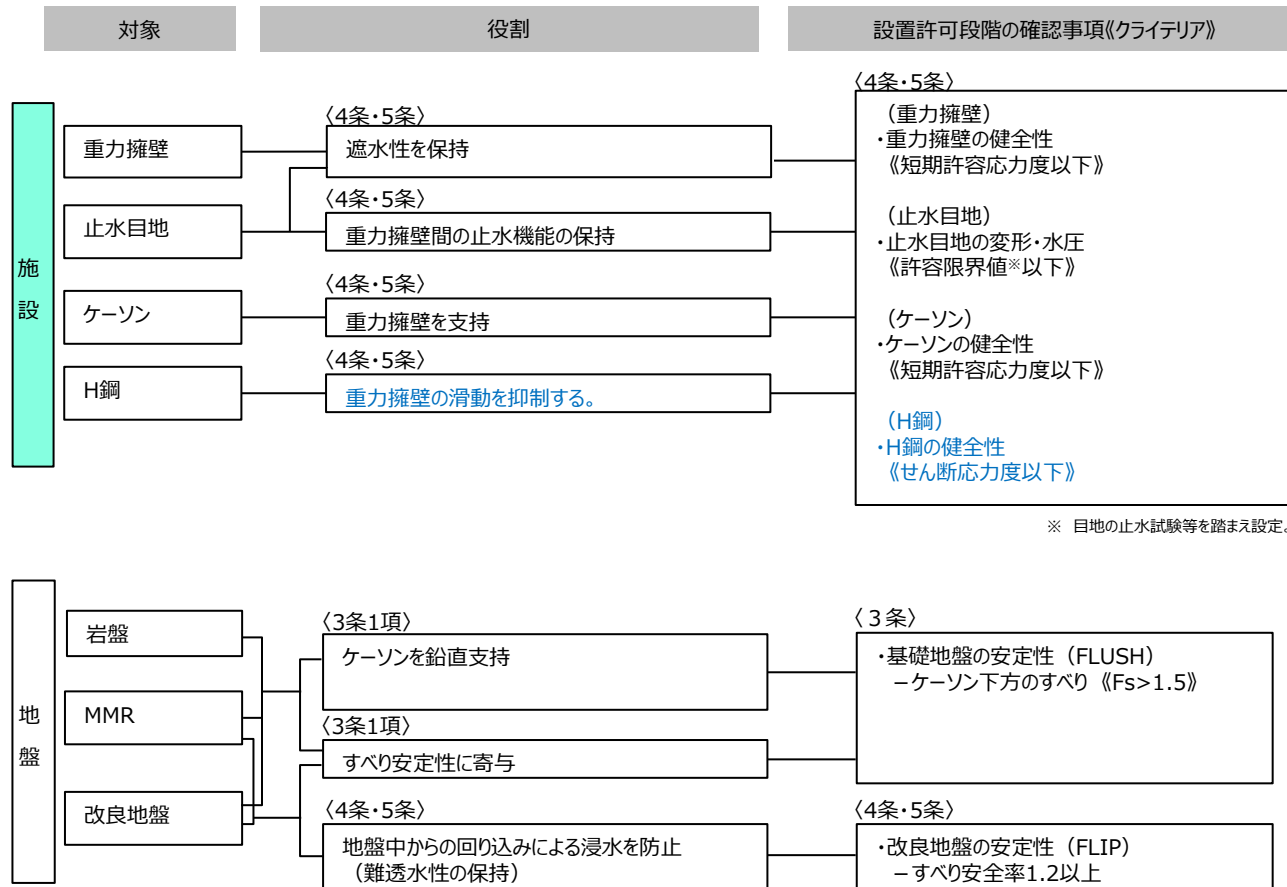 対象
役割
設置許可段階の確認事項《クライテリア》
施設
重力擁壁
止水目地
ケーソン
H鋼
〈4条・5条〉
遮水性を保持
〈4条・5条〉
重力擁壁間の止水機能の保持
〈4条・5条〉
重力擁壁を支持
〈4条・5条〉
重力擁壁の滑動を抑制する。
〈4条・5条〉
（重力擁壁）
・重力擁壁の健全性
《短期許容応力度以下》
（止水目地）
・止水目地の変形・水圧
《許容限界値※以下》
（ケーソン）
・ケーソンの健全性
《短期許容応力度以下》
（H鋼）
・H鋼の健全性
《せん断応力度以下》
※ 目地の止水試験等を踏まえ設定。
地盤
岩盤
MMR
改良地盤
〈3条1項〉
ケーソンを鉛直支持
〈3条1項〉
すべり安定性に寄与
〈4条・5条〉
地盤中からの回り込みによる浸水を防止
（難透水性の保持）
〈３条〉
・基礎地盤の安定性（FLUSH）
－ケーソン下方のすべり《Fs>1.5》
〈4条・5条〉
・改良地盤の安定性（FLIP）
－すべり安全率1.2以上